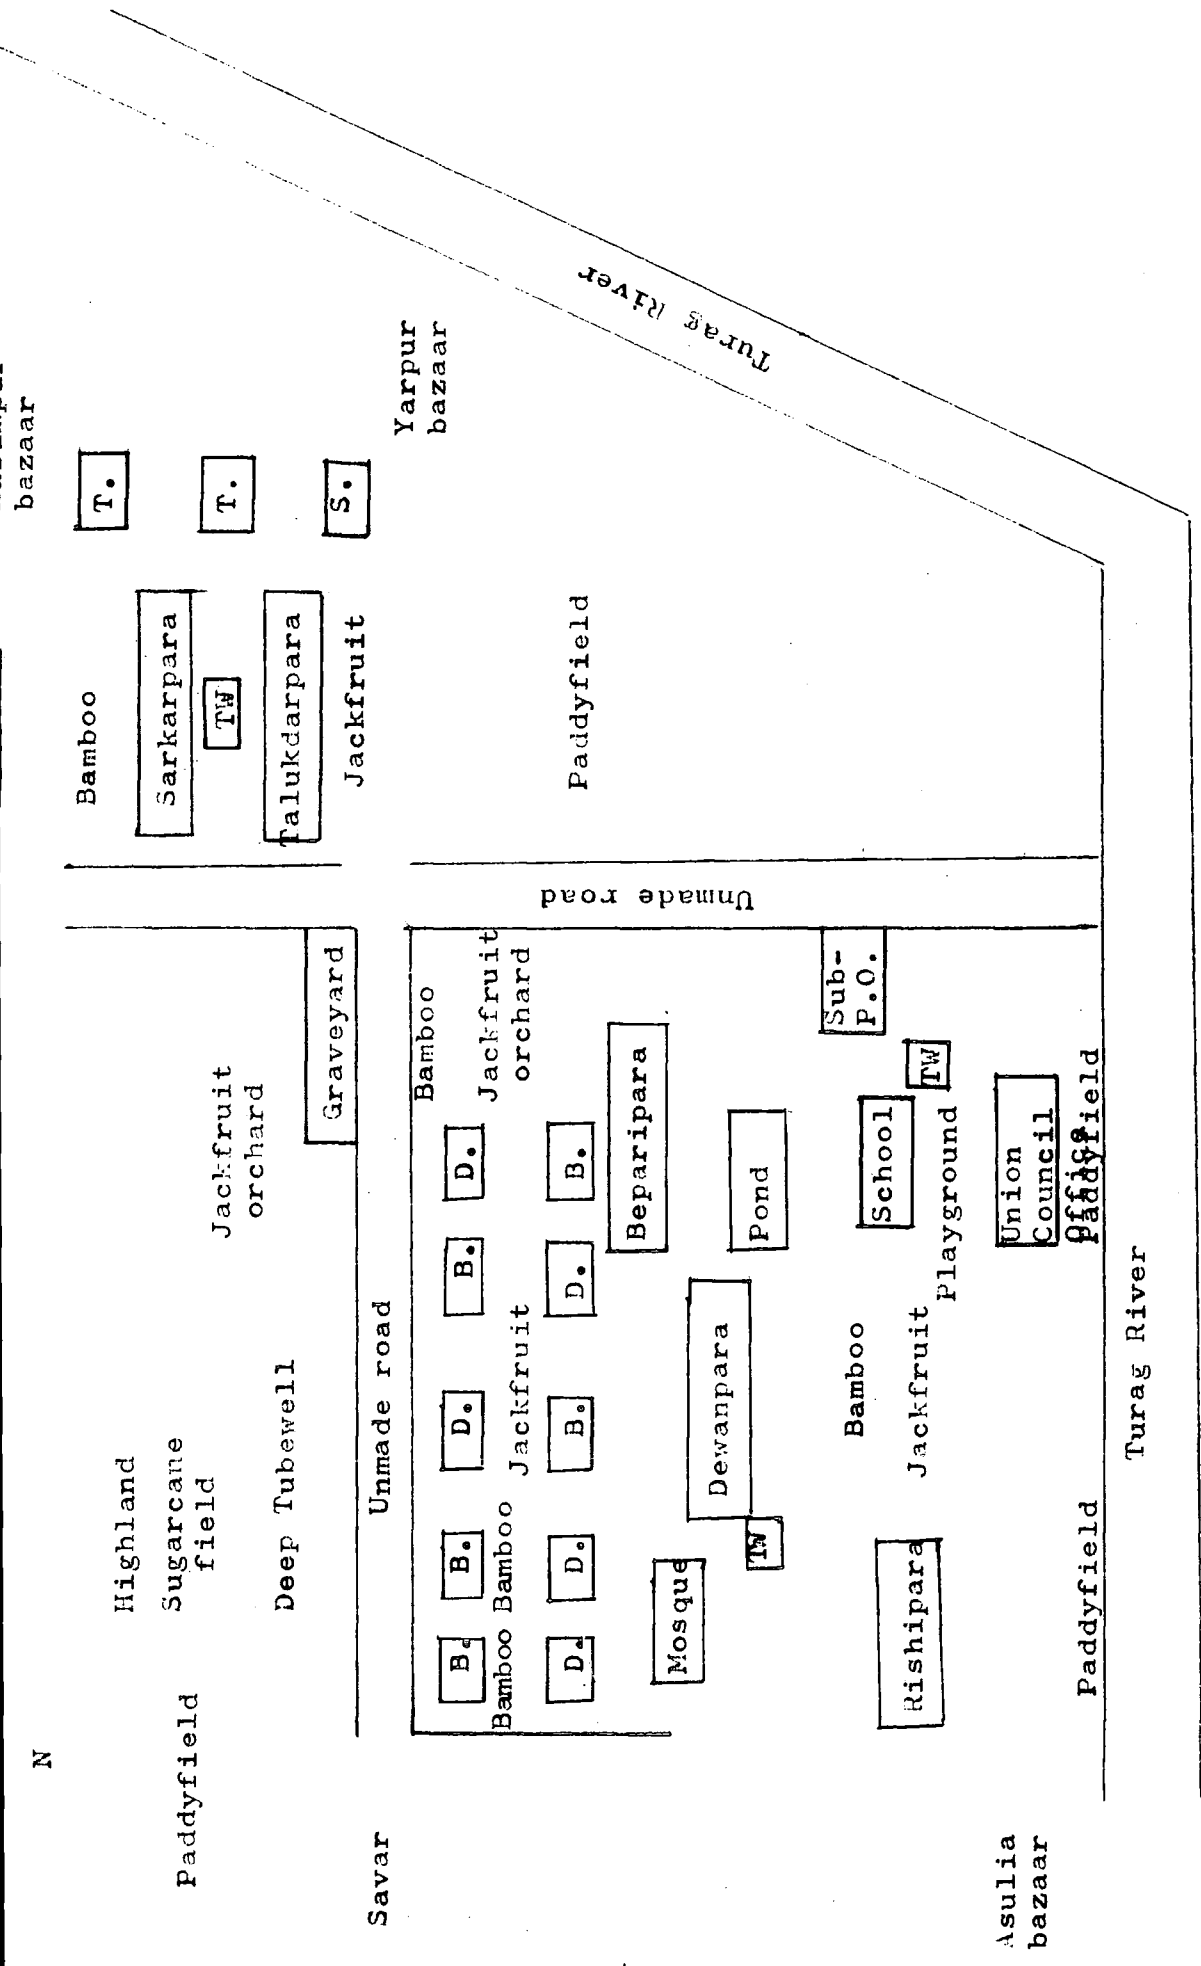 N
bazaar
T.
T.
S.
Yarpur
bazaar
Bamboo
Sarkarpara
TW
Talukdarpara
Jackfruit
Paddyfield
Turag River
Unmade road
Paddyfield
Highland
Sugarcane
field
Deep Tubewell
Jackfruit
orchard
Graveyard
Savar
Unmade road
Bamboo
Jackfruit
orchard
B.
B.
D.
B.
D.
Bamboo
Bamboo
Jackfruit
D.
D.
B.
D.
B.
Beparipara
Mosque
Dewanpara
TW
Pond
Sub-
P.O.
Bamboo
School
TW
Rishipara
Jackfruit
Playground
Union
Council
Office
Paddyfield
Paddyfield
Asulia
bazaar
Turag River